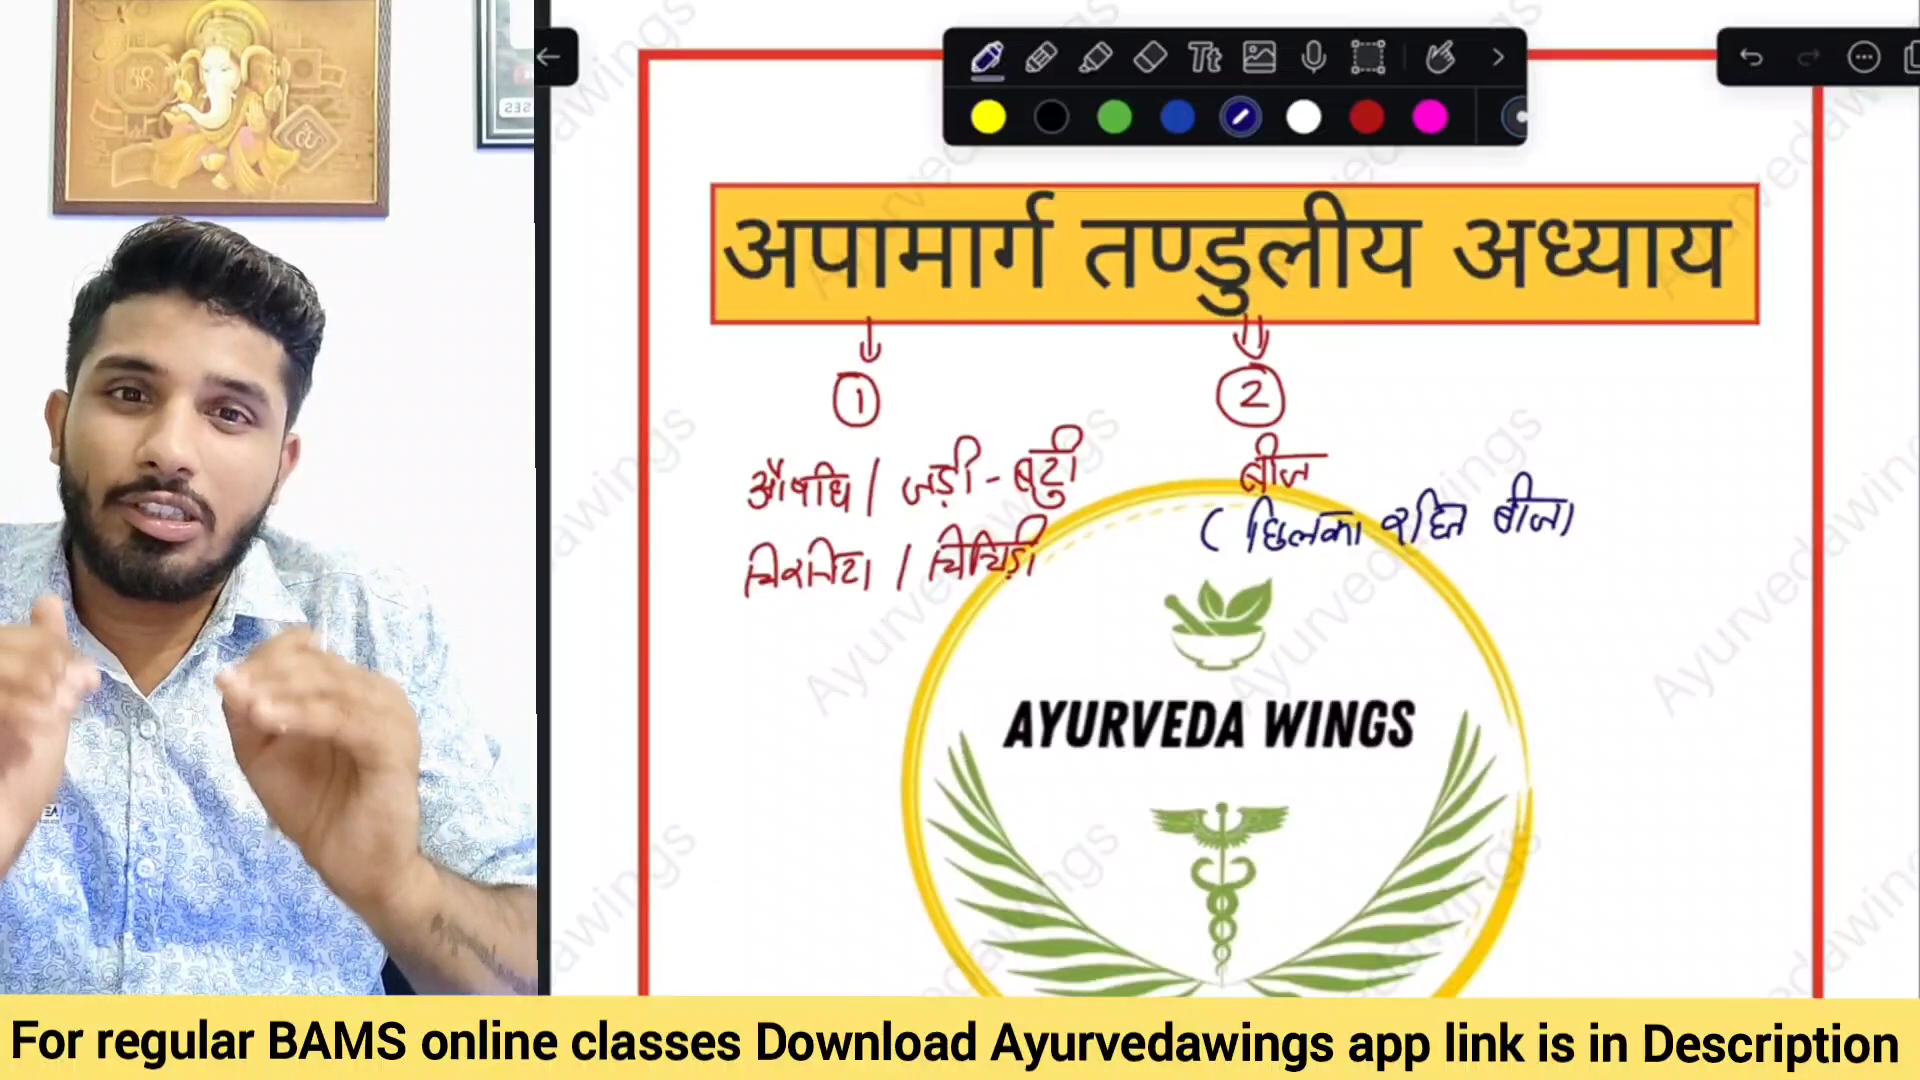 Tt
अपामार्ग तण्डुलीय अध्याय
1
2
औषधि / जड़ी - बूटी
बीज
चिरचिटा / चिचिड़ी
( छिलका रहित बीज)
AYURVEDA WINGS
For regular BAMS online classes Download Ayurvedawings app link is in Description